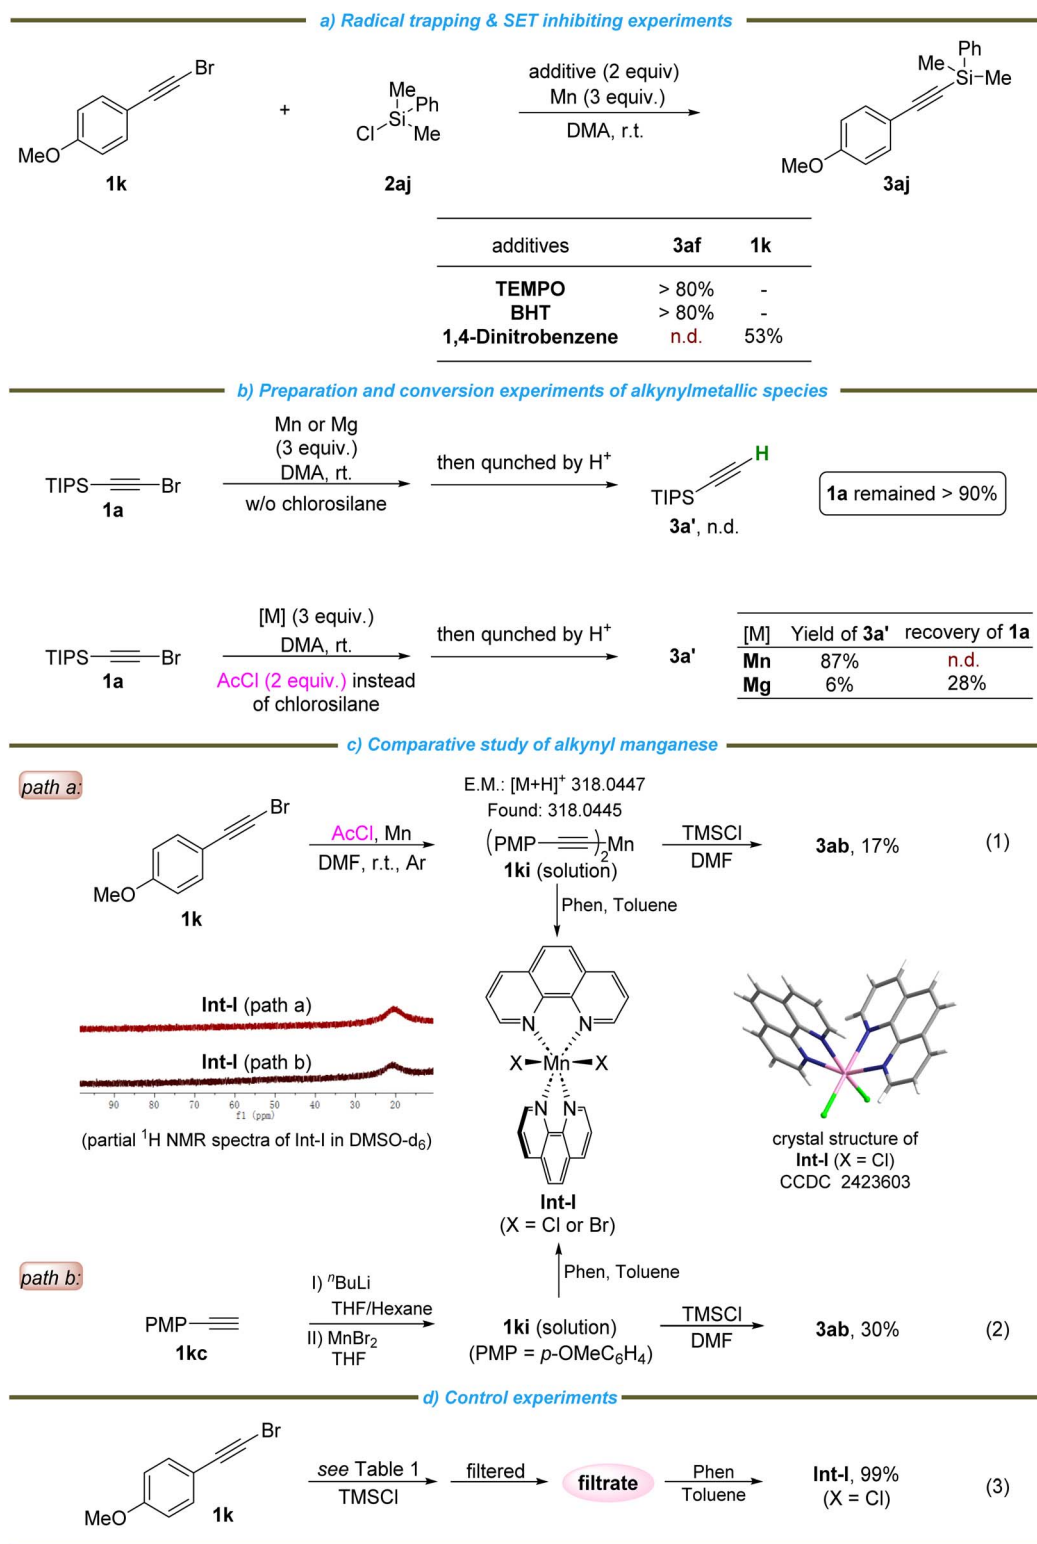 a) Radical trapping & SET inhibiting experiments
Br
MeO
1k
+
Me
Ph
Si
Cl
Me
2aj
additive (2 equiv)
Mn (3 equiv.)
DMA, r.t.
Ph
Me
Si
Me
MeO
3aj
additives 3af 1k
TEMPO > 80% -
BHT > 80% -
1,4-Dinitrobenzene n.d. 53%
b) Preparation and conversion experiments of alkynylmetallic species
TIPS Br
1a
Mn or Mg
(3 equiv.)
DMA, rt.
w/o chlorosilane
then qunched by H+
H
TIPS
3a', n.d.
1a remained > 90%
TIPS Br
1a
[M] (3 equiv.)
DMA, rt.
AcCl (2 equiv.) instead
of chlorosilane
then qunched by H+
3a'
[M] Yield of 3a' recovery of 1a
Mn 87% n.d.
Mg 6% 28%
c) Comparative study of alkynyl manganese
path a:
Br
MeO
1k
AcCl, Mn
DMF, r.t., Ar
E.M.: [M+H]+ 318.0447
Found: 318.0445
(PMP )2Mn
1ki (solution)
TMSCl
DMF
3ab, 17%
(1)
Phen, Toluene
Int-I (path a)
Int-I (path b)
90 80 70 60 50 40 30 20
f1 (ppm)
(partial 1H NMR spectra of Int-I in DMSO-d6)
N N
X Mn X
N N
Int-I
(X = Cl or Br)
crystal structure of
Int-I (X = Cl)
CCDC 2423603
path b:
PMP
1kc
I) nBuLi
THF/Hexane
II) MnBr2
THF
Phen, Toluene
1ki (solution)
(PMP = p-OMeC6H4)
TMSCl
DMF
3ab, 30%
(2)
d) Control experiments
Br
MeO
1k
see Table 1
TMSCl
filtered
filtrate
Phen
Toluene
Int-I, 99%
(X = Cl)
(3)